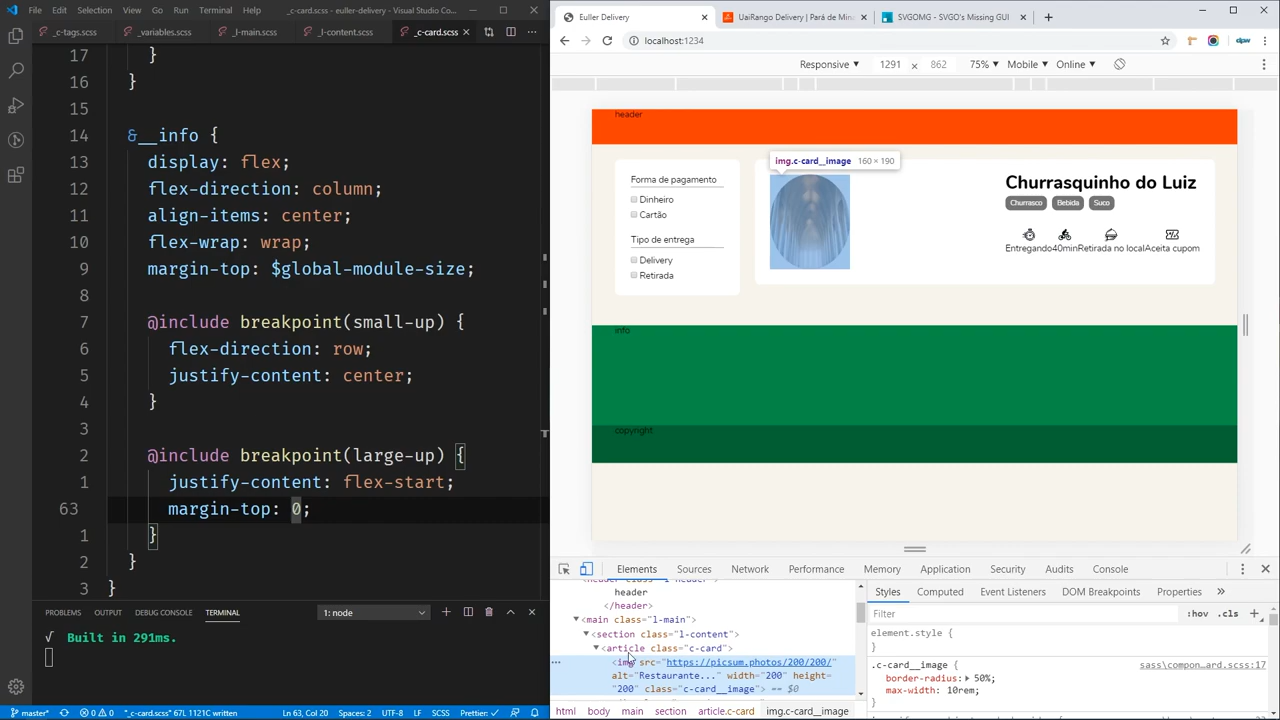 File Edit Selection View Go Run Terminal Help _c-card.scss - euller-delivery - Visual Studio Co...
_c-tags.scss _variables.scss _l-main.scss _l-content.scss _c-card.scss
17 }
16 }
15
14 &__info {
13 display: flex;
12 flex-direction: column;
11 align-items: center;
10 flex-wrap: wrap;
9 margin-top: $global-module-size;
8
7 @include breakpoint(small-up) {
6 flex-direction: row;
5 justify-content: center;
4 }
3
2 @include breakpoint(large-up) {
1 justify-content: flex-start;
63 margin-top: 0;
1 }
2 }
3 }
PROBLEMS OUTPUT DEBUG CONSOLE TERMINAL 1: node
√ Built in 291ms.
master* 0 0 "_c-card.scss" 67L 1121C written Ln 63, Col 20 Spaces: 2 UTF-8 LF SCSS Prettier: ✓
Euller Delivery UaiRango Delivery | Pará de Mina SVGOMG - SVGO's Missing GUI
localhost:1234
Responsive 1291 x 862 75% Mobile Online
header
img.c-card__image 160 × 190
Forma de pagamento
Dinheiro
Cartão
Tipo de entrega
Delivery
Retirada
Churrasquinho do Luiz
Churrasco Bebida Suco
Entregando40minRetirada no localAceita cupom
info
copyright
Elements Sources Network Performance Memory Application Security Audits Console
<header class="l-header">
header
</header>
<main class="l-main">
<section class="l-content">
<article class="c-card">
<img src="https://picsum.photos/200/200/"
alt="Restaurante..." width="200" height=
"200" class="c-card__image"> == $0
html body main section article.c-card img.c-card__image
Styles Computed Event Listeners DOM Breakpoints Properties »
Filter :hov .cls
element.style {
}
.c-card__image { sass\compon…ard.scss:17
border-radius: 50%;
max-width: 10rem;